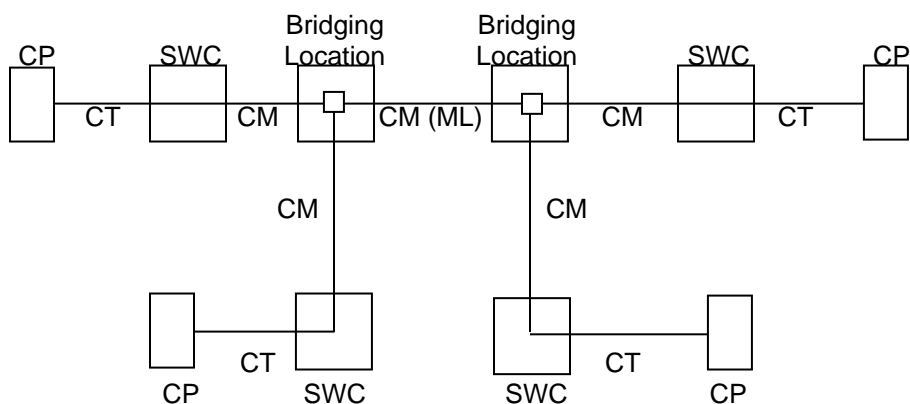 Bridging
Location
Bridging
Location
CP
SWC
SWC
CP
CT
CM
CM (ML)
CM
CT
CM
CM
CT
CT
CP
SWC
SWC
CP